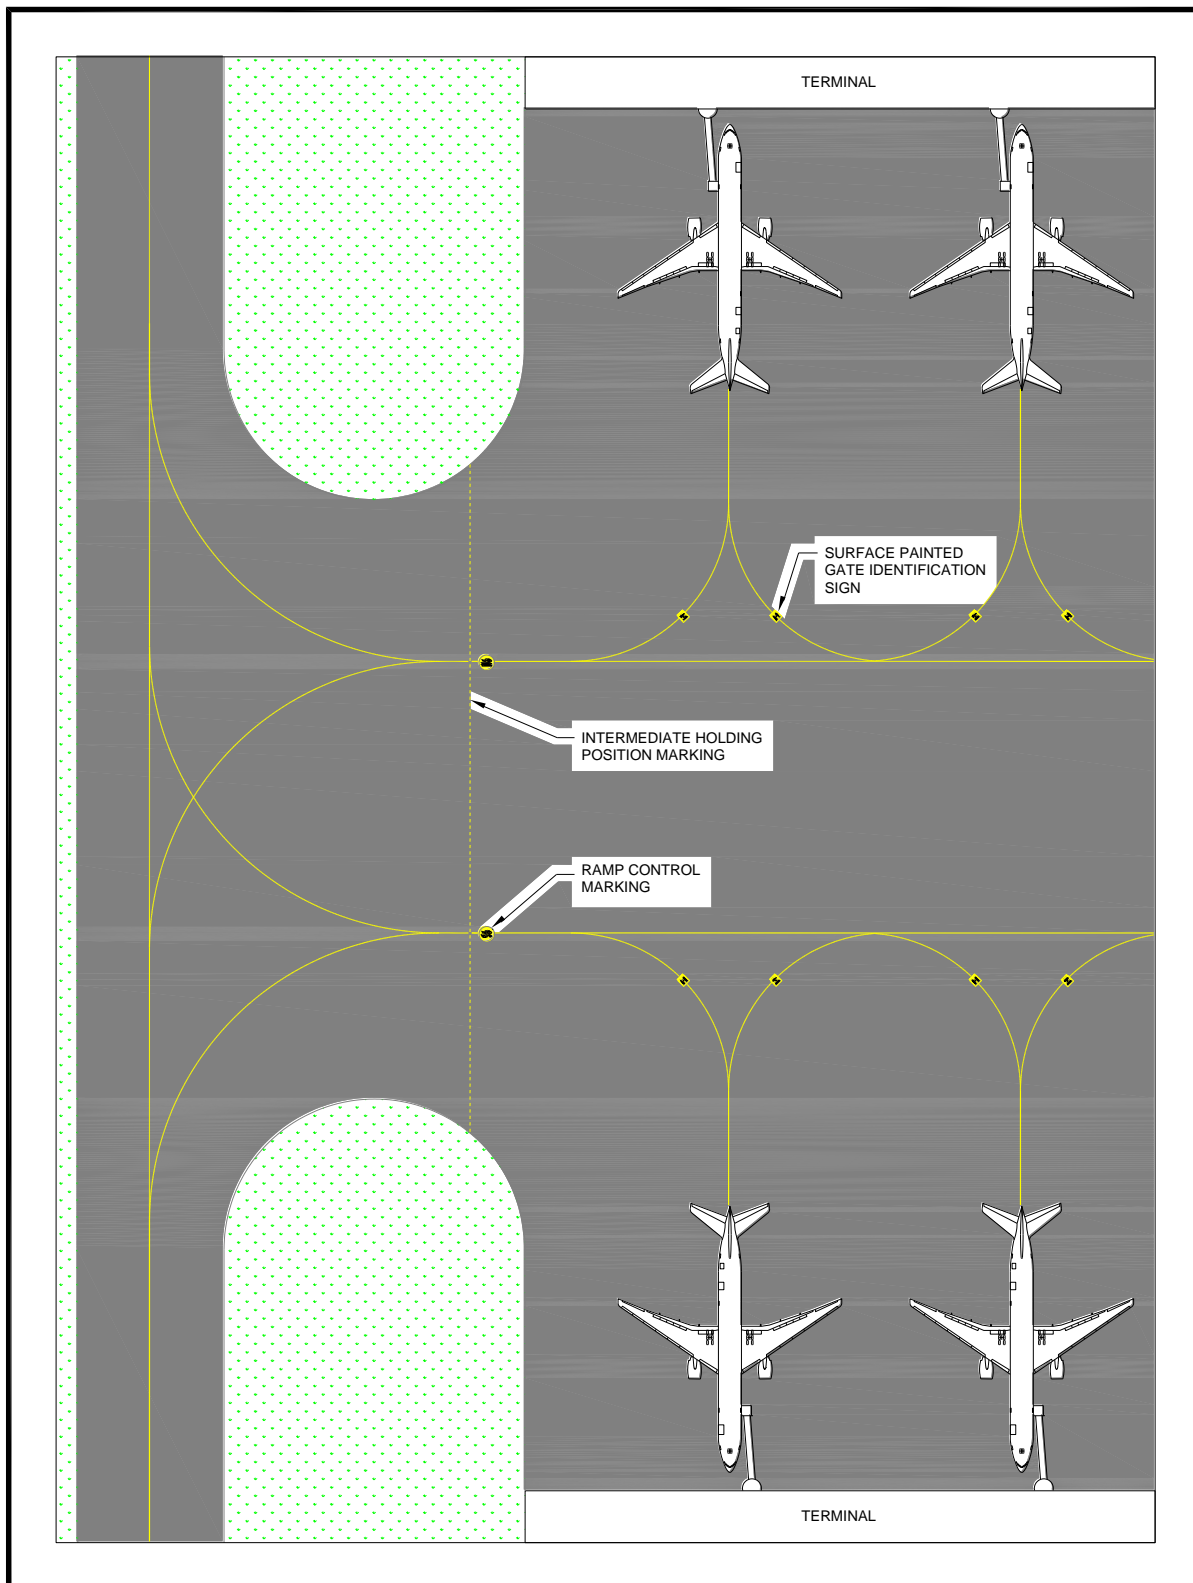 TERMINAL
SURFACE PAINTED
GATE IDENTIFICATION
SIGN
INTERMEDIATE HOLDING
POSITION MARKING
RAMP CONTROL
MARKING
TERMINAL